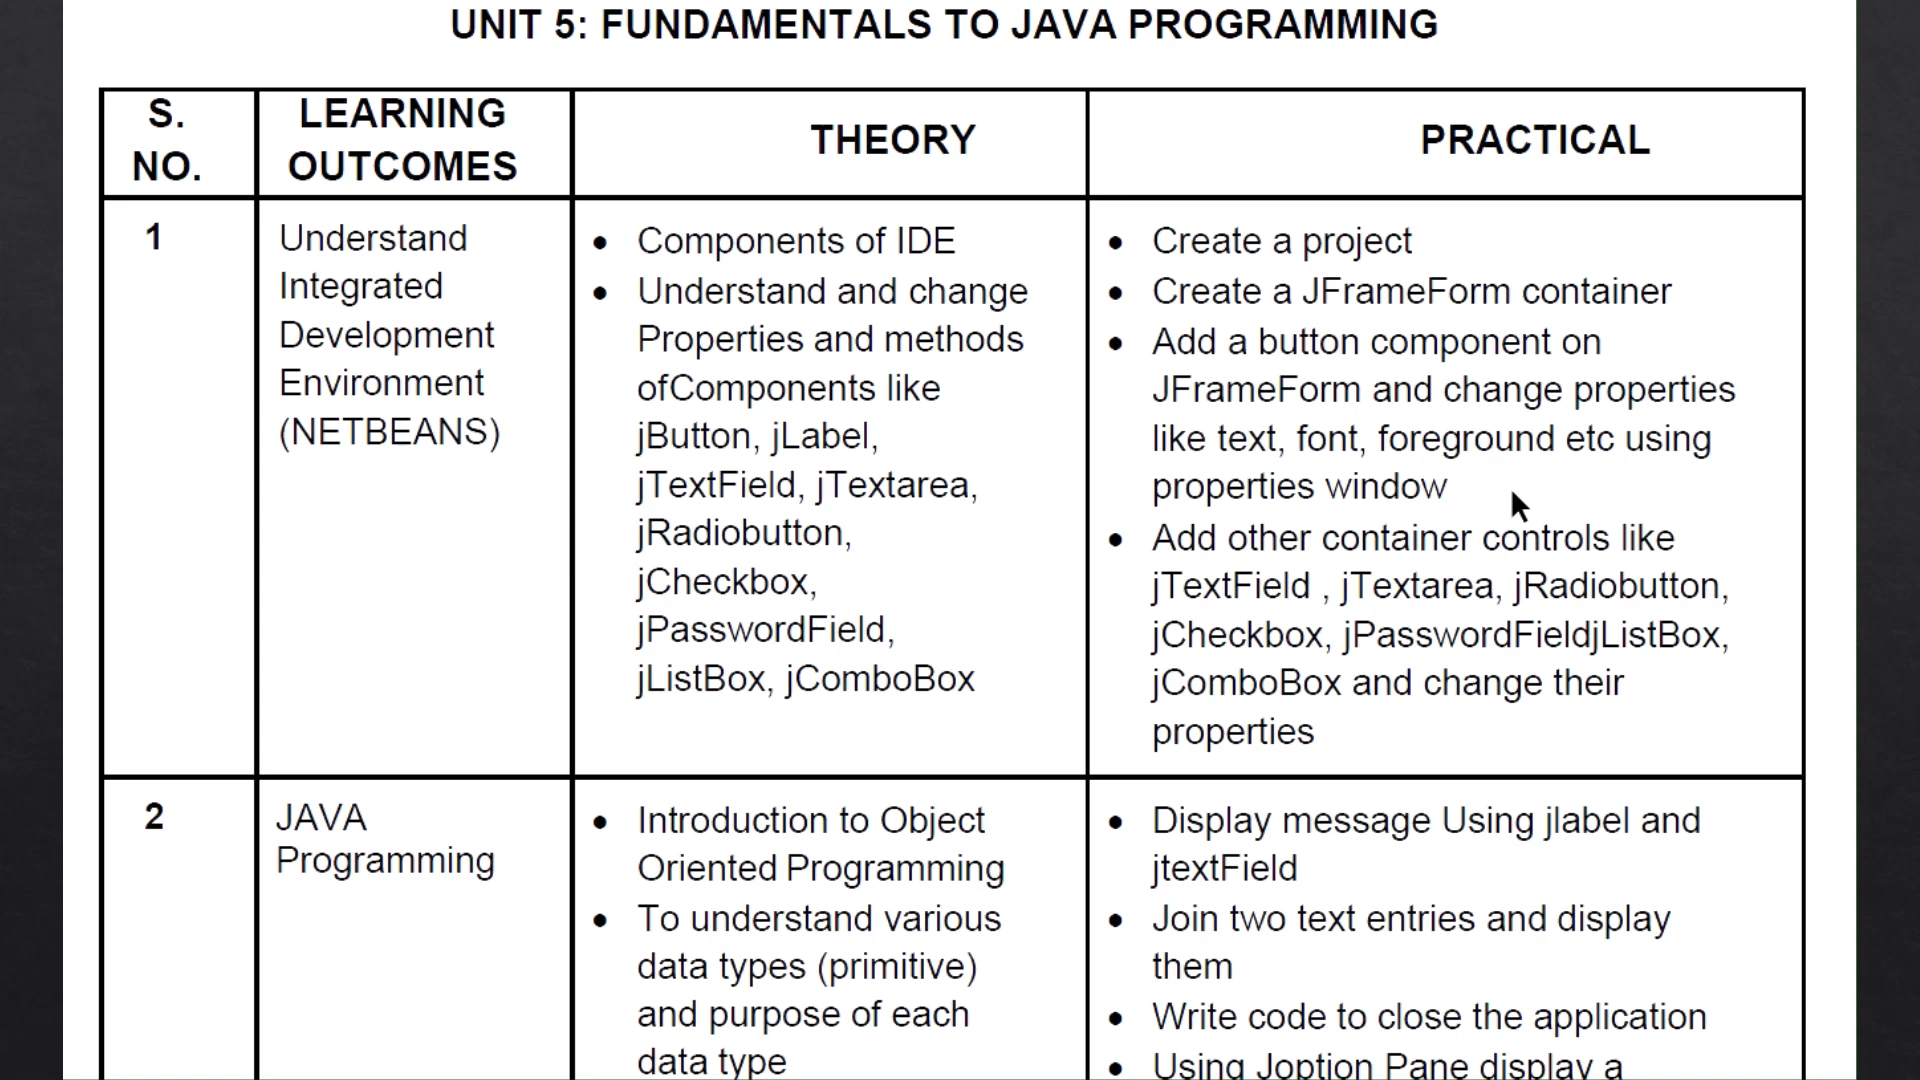 UNIT 5: FUNDAMENTALS TO JAVA PROGRAMMING
S. NO.
LEARNING OUTCOMES
THEORY
PRACTICAL
1
Understand
Integrated
Development
Environment
(NETBEANS)
• Components of IDE
• Understand and change
Properties and methods
ofComponents like
jButton, jLabel,
jTextField, jTextarea,
jRadiobutton,
jCheckbox,
jPasswordField,
jListBox, jComboBox
• Create a project
• Create a JFrameForm container
• Add a button component on
JFrameForm and change properties
like text, font, foreground etc using
properties window
• Add other container controls like
jTextField , jTextarea, jRadiobutton,
jCheckbox, jPasswordFieldjListBox,
jComboBox and change their
properties
2
JAVA
Programming
• Introduction to Object
Oriented Programming
• To understand various
data types (primitive)
and purpose of each
data type
• Display message Using jlabel and
jtextField
• Join two text entries and display
them
• Write code to close the application
• Using Joption Pane display a